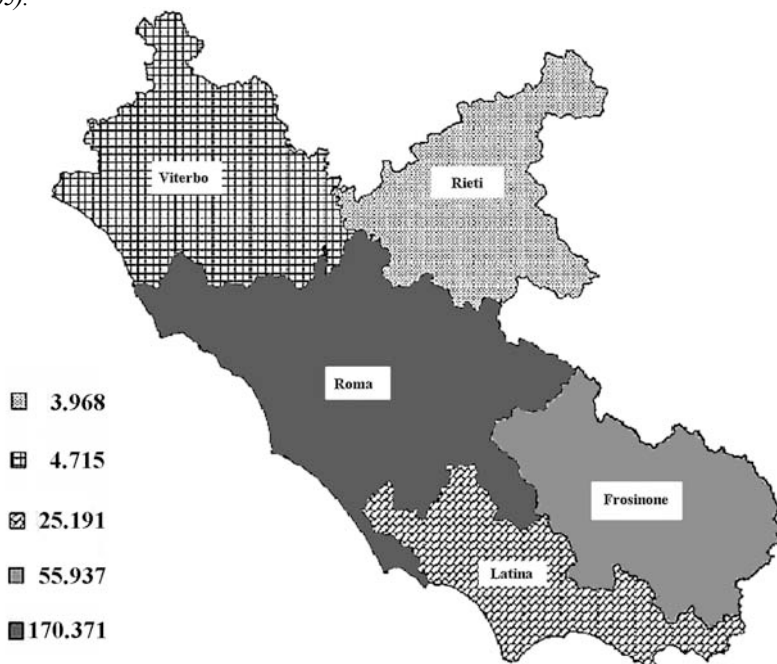 Viterbo
Rieti
Roma
Frosinone
Latina
3.968
4.715
25.191
55.937
170.371